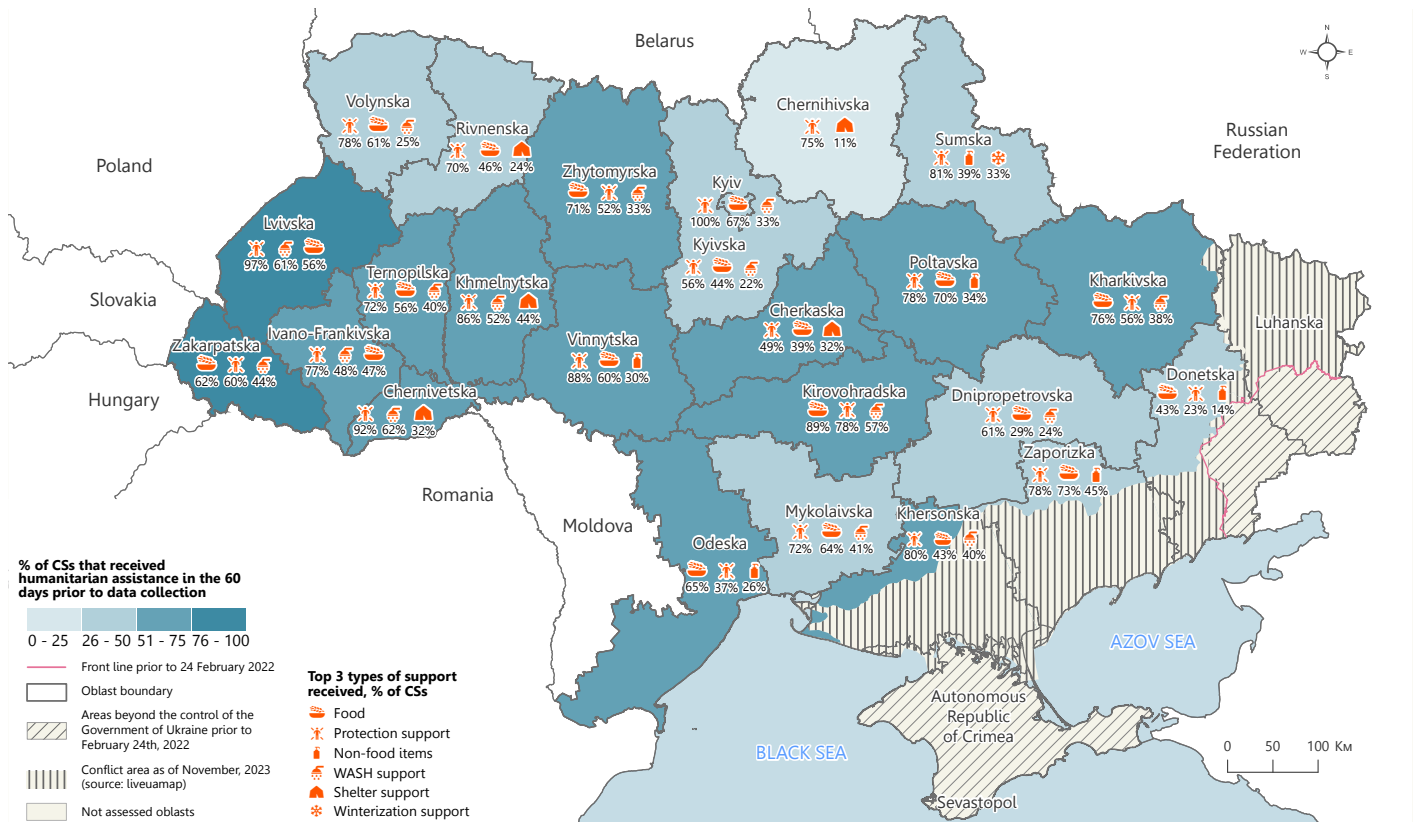 Belarus
N
W
E
S
Russian
Federation
Poland
Slovakia
Hungary
Romania
Moldova
Volynska
78% 61% 25%
Rivnenska
70% 46% 24%
Zhytomyrska
71% 52% 33%
Kyiv
100% 67% 33%
Kyivska
56% 44% 22%
Chernihivska
75% 11%
Sumska
81% 39% 33%
Lvivska
97% 61% 56%
Ternopilska
72% 56% 40%
Khmelnytska
86% 52% 44%
Poltavska
78% 70% 34%
Kharkivska
76% 56% 38%
Luhanska
Cherkaska
49% 39% 32%
Zakarpatska
62% 60% 44%
Ivano-Frankivska
77% 48% 47%
Vinnytska
88% 60% 30%
Chernivetska
92% 62% 32%
Kirovohradska
89% 78% 57%
Dnipropetrovska
61% 29% 24%
Donetska
43% 23% 14%
Zaporizka
78% 73% 45%
Mykolaivska
72% 64% 41%
Khersonska
80% 43% 40%
Odeska
65% 37% 26%
AZOV SEA
BLACK SEA
Autonomous
Republic
of Crimea
Sevastopol
% of CSs that received
humanitarian assistance in the 60
days prior to data collection
0 - 25 26 - 50 51 - 75 76 - 100
Front line prior to 24 February 2022
Oblast boundary
Areas beyond the control of the
Government of Ukraine prior to
February 24th, 2022
Conflict area as of November, 2023
(source: liveuamap)
Not assessed oblasts
Top 3 types of support
received, % of CSs
Food
Protection support
Non-food items
WASH support
Shelter support
Winterization support
0 50 100 Км